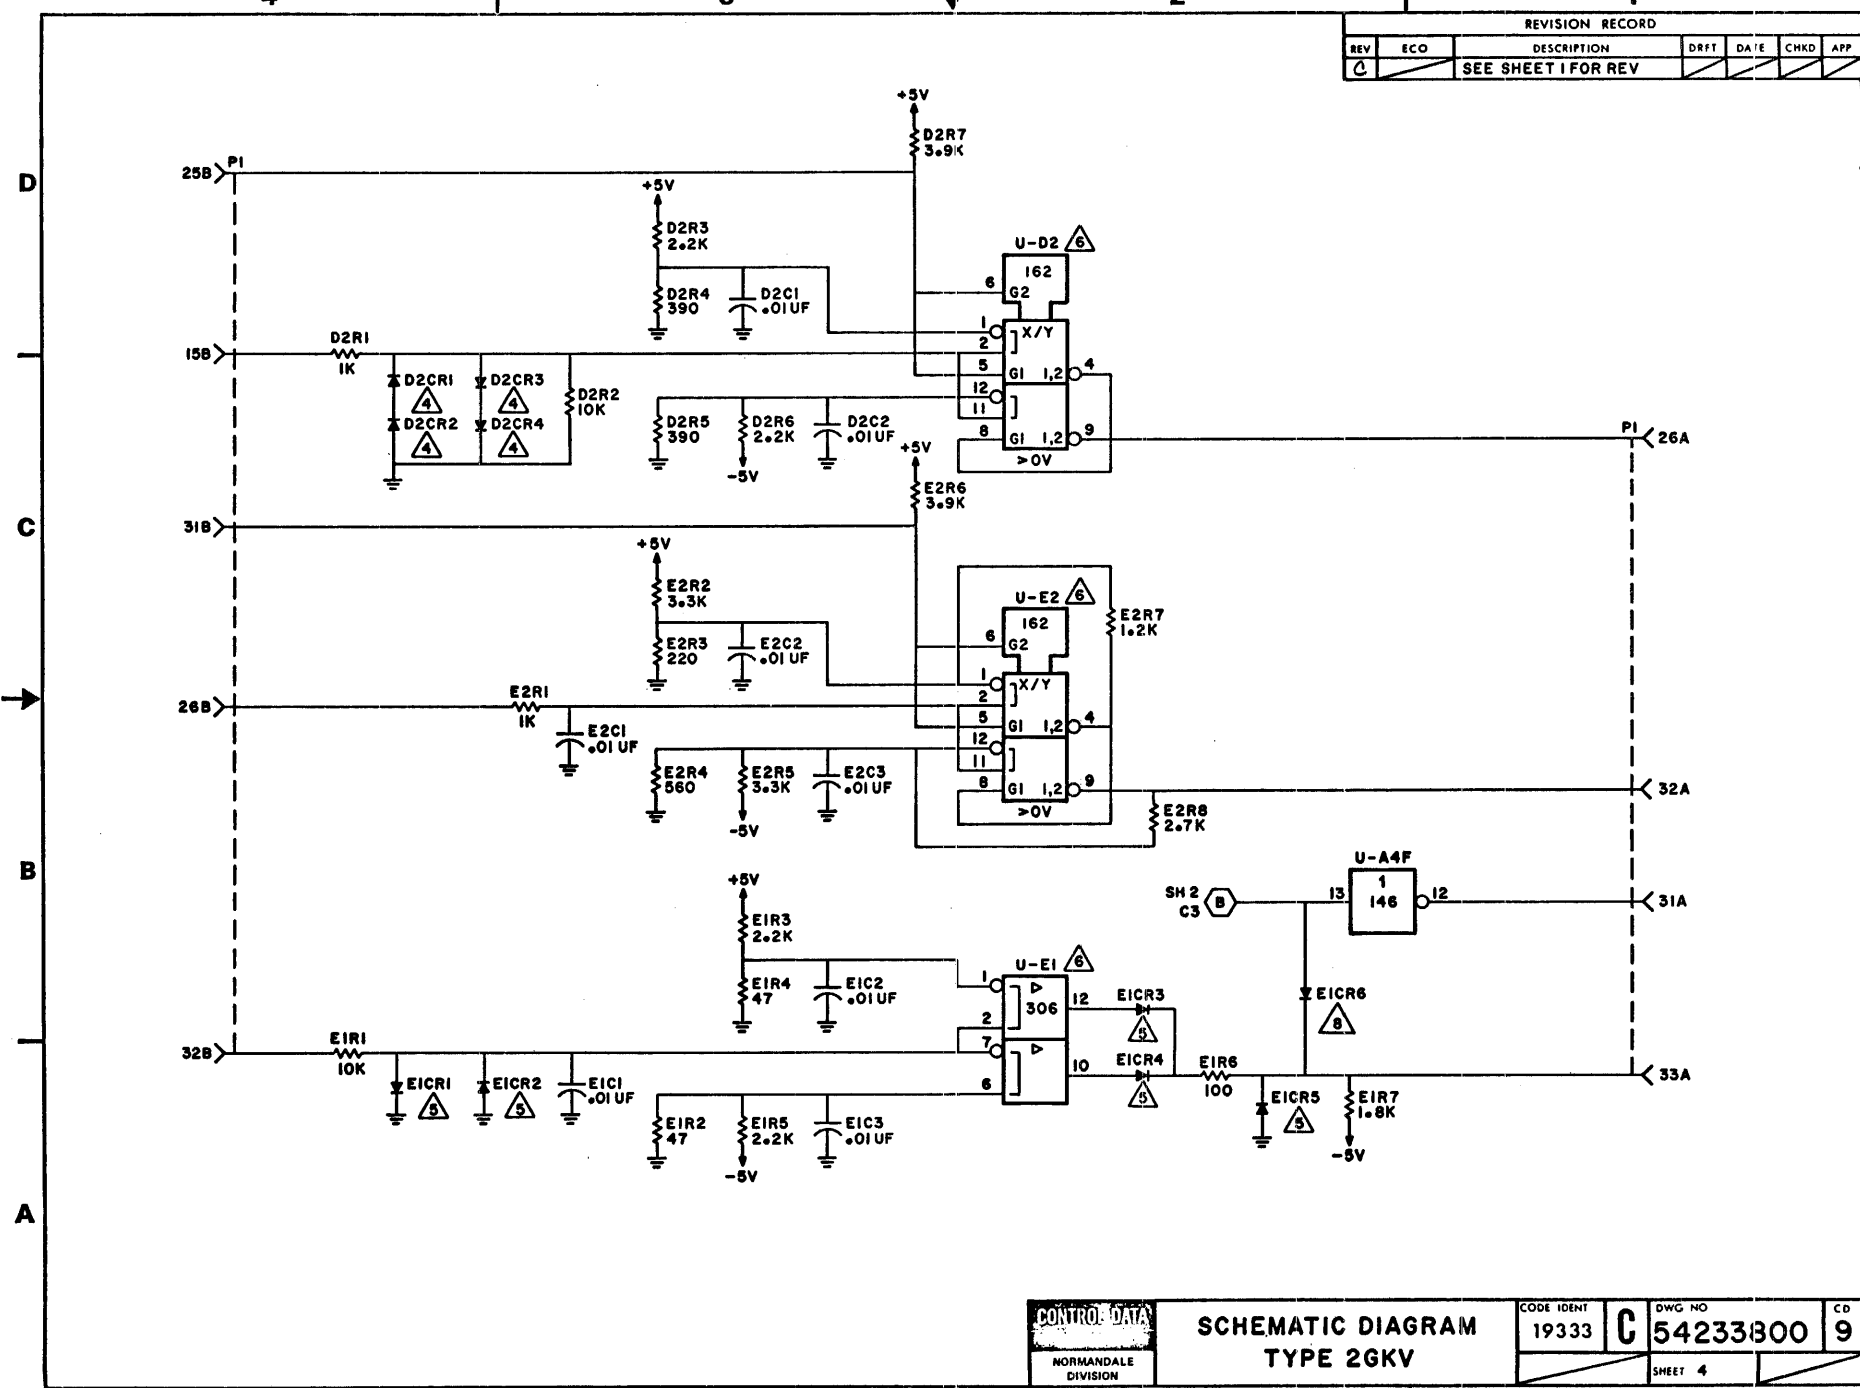 REVISION RECORD
REV ECO DESCRIPTION DRFT DATE CHKD APP
C SEE SHEET 1 FOR REV
D
C
B
A
+5V
D2R7
3.9K
25B P1
+5V
D2R3
2.2K
D2R4
390
D2C1
.01UF
U-D2 6
162
6 G2
1 X/Y
2
5 G1 1,2 4
12
11
8 G1 1,2 9
>0V
15B
D2R1
1K
D2CR1
4
D2CR2
4
D2CR3
4
D2CR4
4
D2R2
10K
D2R5
390
D2R6
2.2K
-5V
D2C2
.01UF
P1 26A
+5V
E2R6
3.9K
31B
+5V
E2R2
3.3K
E2R3
220
E2C2
.01UF
U-E2 6
162
6 G2
1 X/Y
2
5 G1 1,2 4
12
11
8 G1 1,2 9
>0V
E2R7
1.2K
26B
E2R1
1K
E2C1
.01UF
E2R4
560
E2R5
3.3K
-5V
E2C3
.01UF
32A
E2R8
2.7K
U-A4F
SH 2
C3
B
13 1 12
146
31A
+5V
E1R3
2.2K
E1R4
47
E1C2
.01UF
U-E1 6
1
306
2
12
7
6
10
E1CR3
5
E1CR4
5
E1R6
100
E1CR6
8
32B
E1R1
10K
E1CR1
5
E1CR2
5
E1C1
.01UF
E1R2
47
E1R5
2.2K
-5V
E1C3
.01UF
E1CR5
5
E1R7
1.8K
-5V
33A
CONTROL DATA
NORMANDALE
DIVISION
SCHEMATIC DIAGRAM
TYPE 2GKV
CODE IDENT
19333
C
DWG NO
54233800
CD
9
SHEET 4